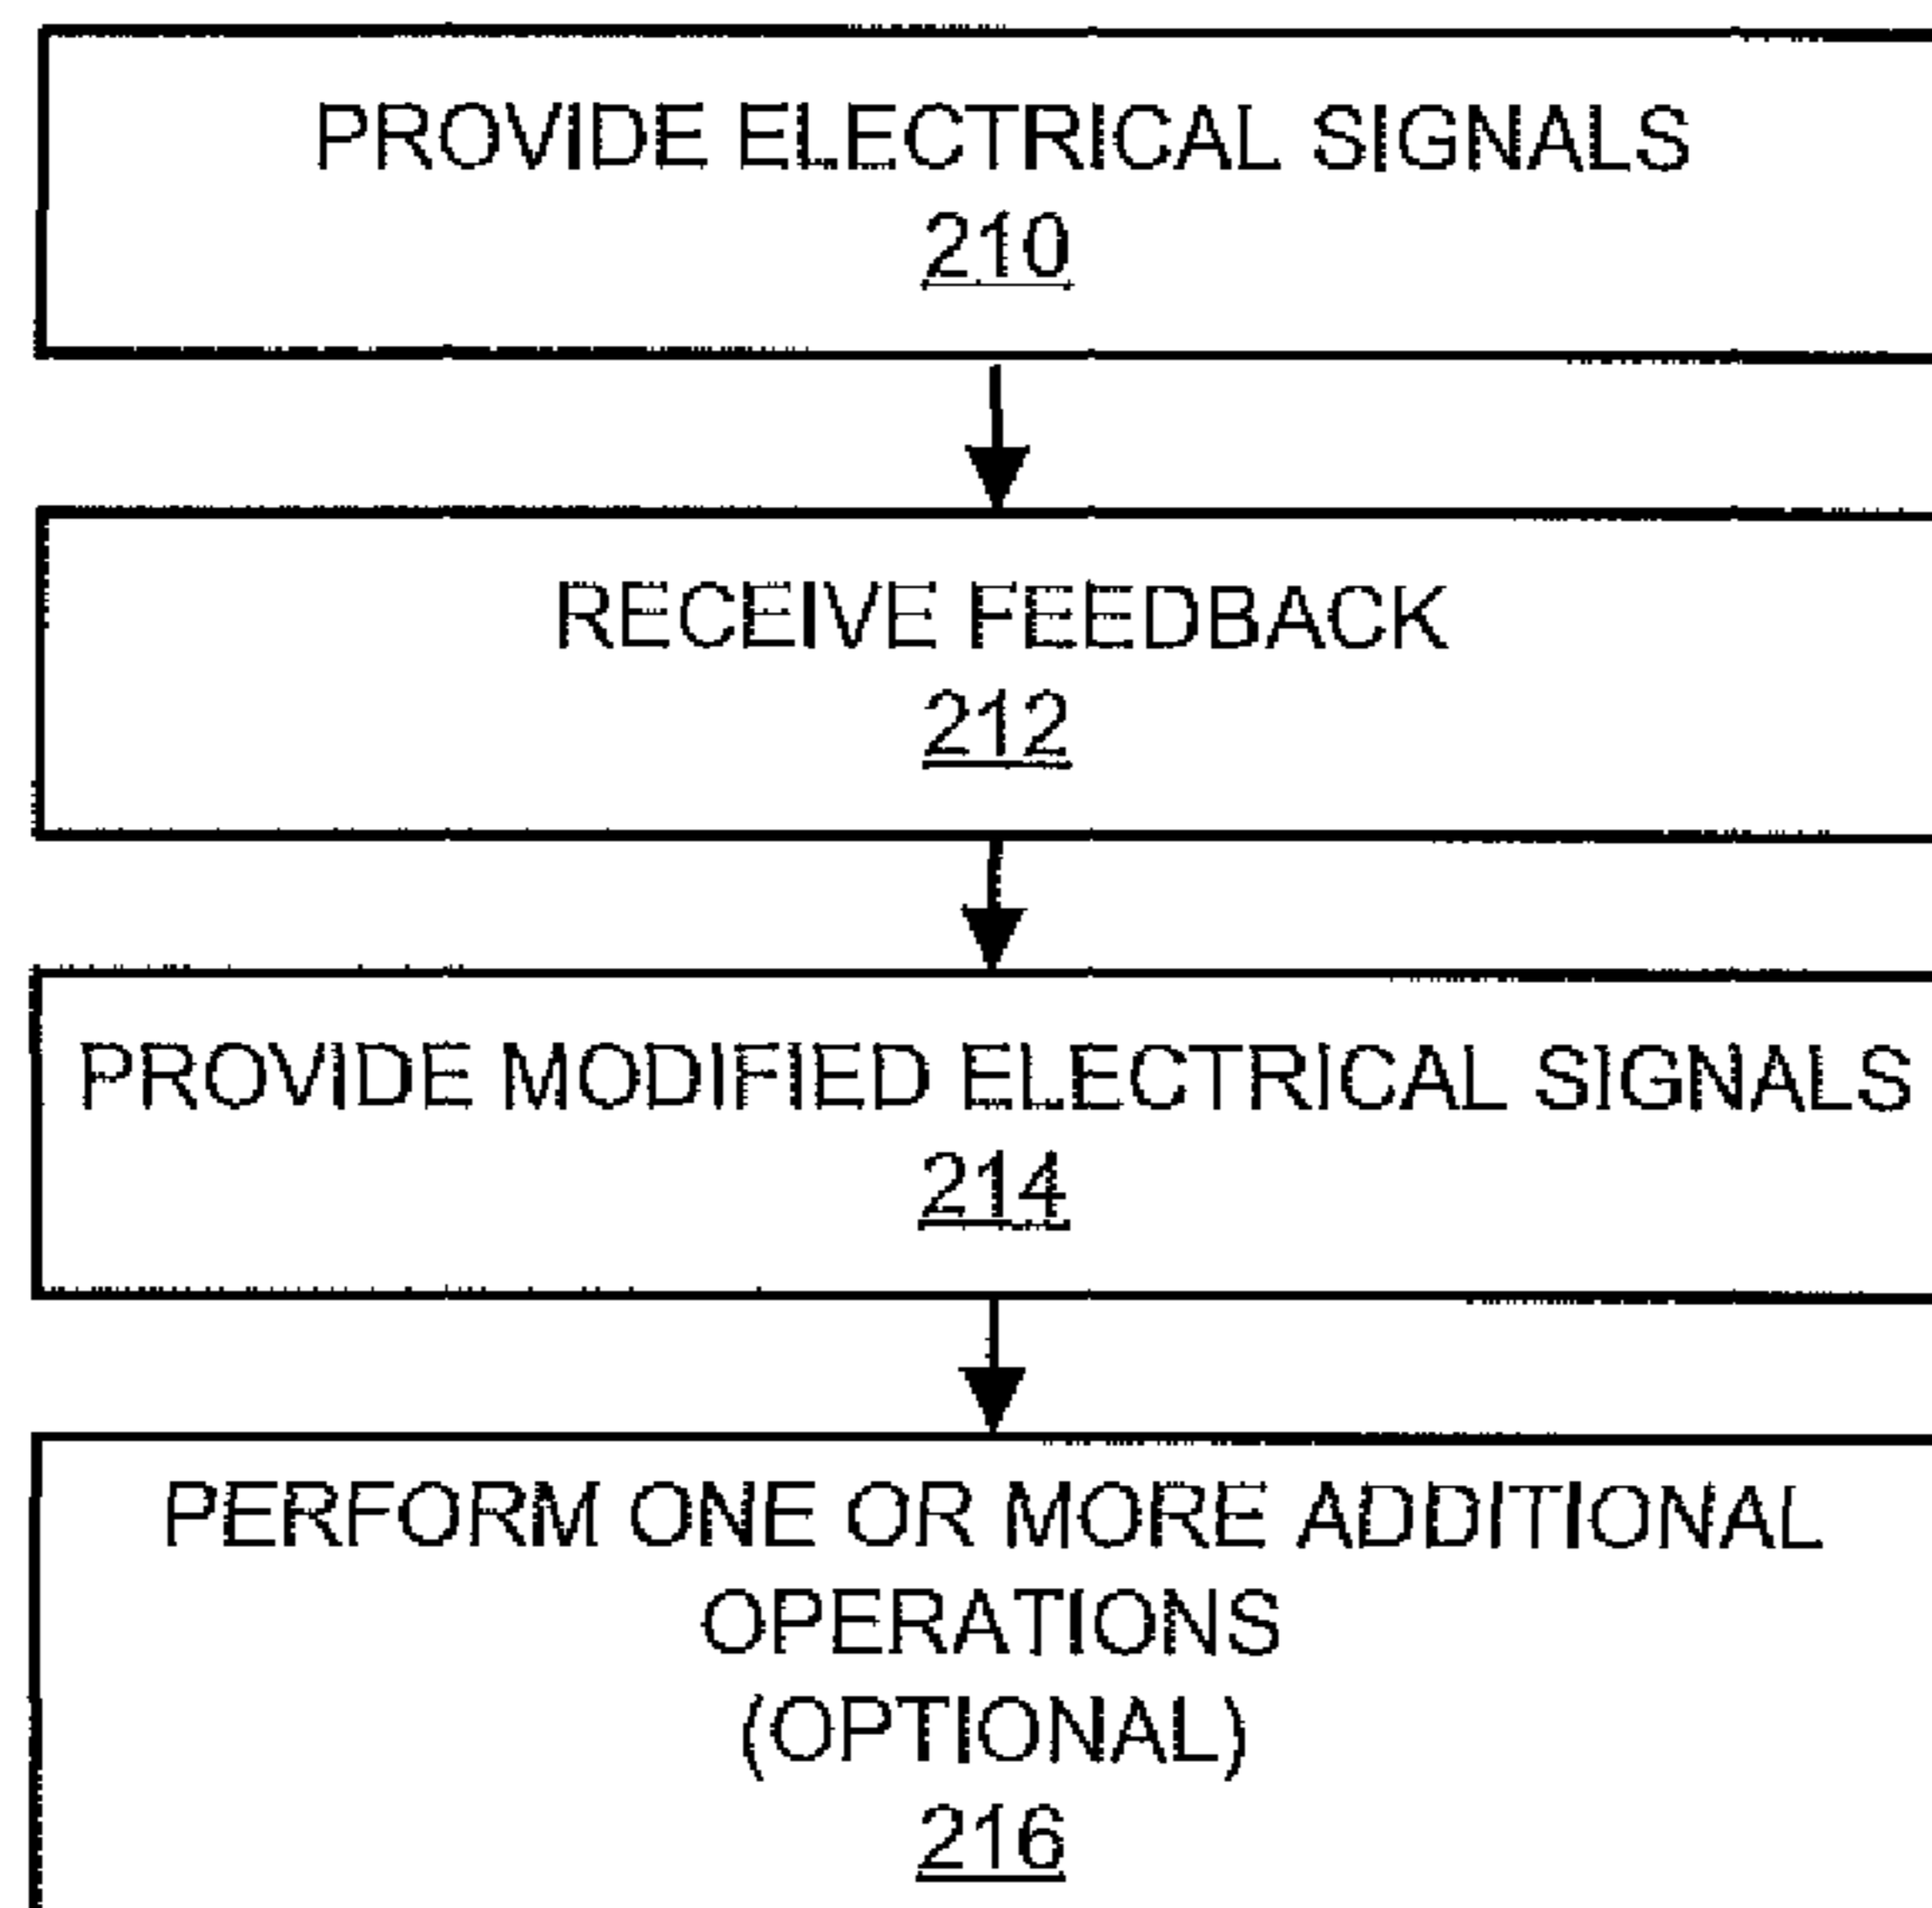 PROVIDE ELECTRICAL SIGNALS
210
RECEIVE FEEDBACK
212
PROVIDE MODIFIED ELECTRICAL SIGNALS
214
PERFORM ONE OR MORE ADDITIONAL
OPERATIONS
(OPTIONAL)
216